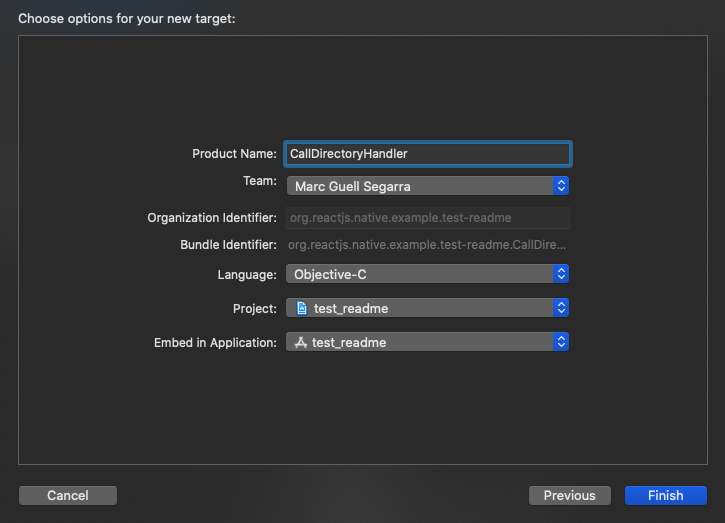 Choose options for your new target:
Product Name: CallDirectoryHandler
Team: Marc Guell Segarra
Organization Identifier: org.reactjs.native.example.test-readme
Bundle Identifier: org.reactjs.native.example.test-readme.CallDire...
Language: Objective-C
Project: test_readme
Embed in Application: test_readme
Cancel Previous Finish